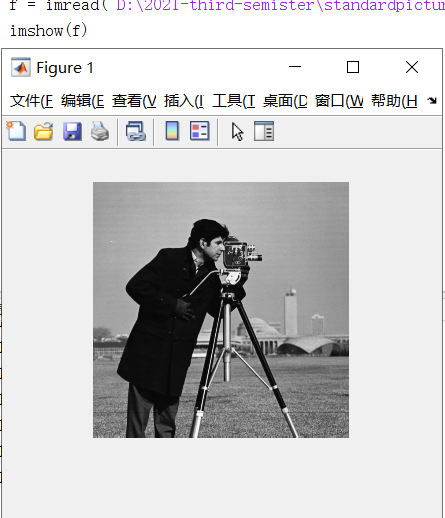 f = imread( D:\2021-third-semister\standardpictur
imshow(f)
Figure 1
文件(F 编辑(E 查看(V 插入(I 工具(T 桌面(D 窗口(W 帮助(H